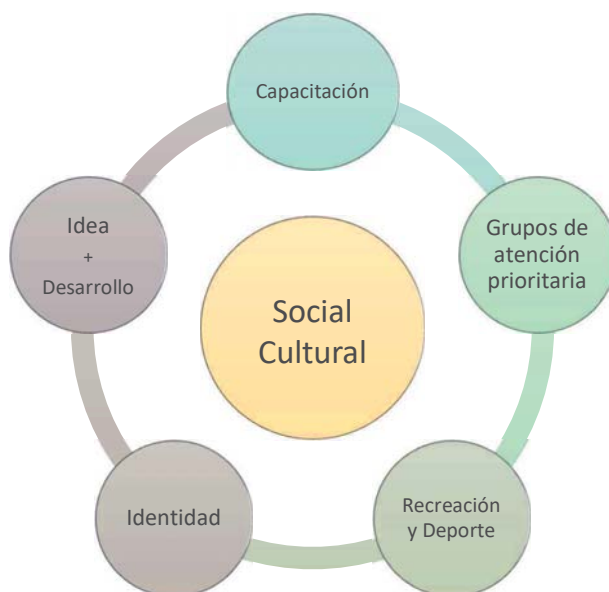 Capacitación
Grupos de
atención
prioritaria
Recreación
y Deporte
Identidad
Idea
+
Desarrollo
Social
Cultural